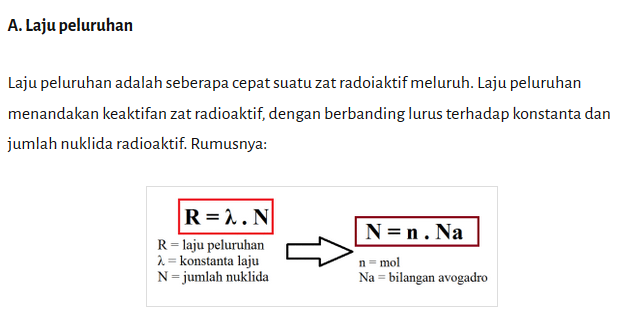 A. Laju peluruhan
Laju peluruhan adalah seberapa cepat suatu zat radoiaktif meluruh. Laju peluruhan
menandakan keaktifan zat radioaktif, dengan berbanding lurus terhadap konstanta dan
jumlah nuklida radioaktif. Rumusnya:
R = λ . N
R = laju peluruhan
λ = konstanta laju
N = jumlah nuklida
N = n . Na
n = mol
Na = bilangan avogadro